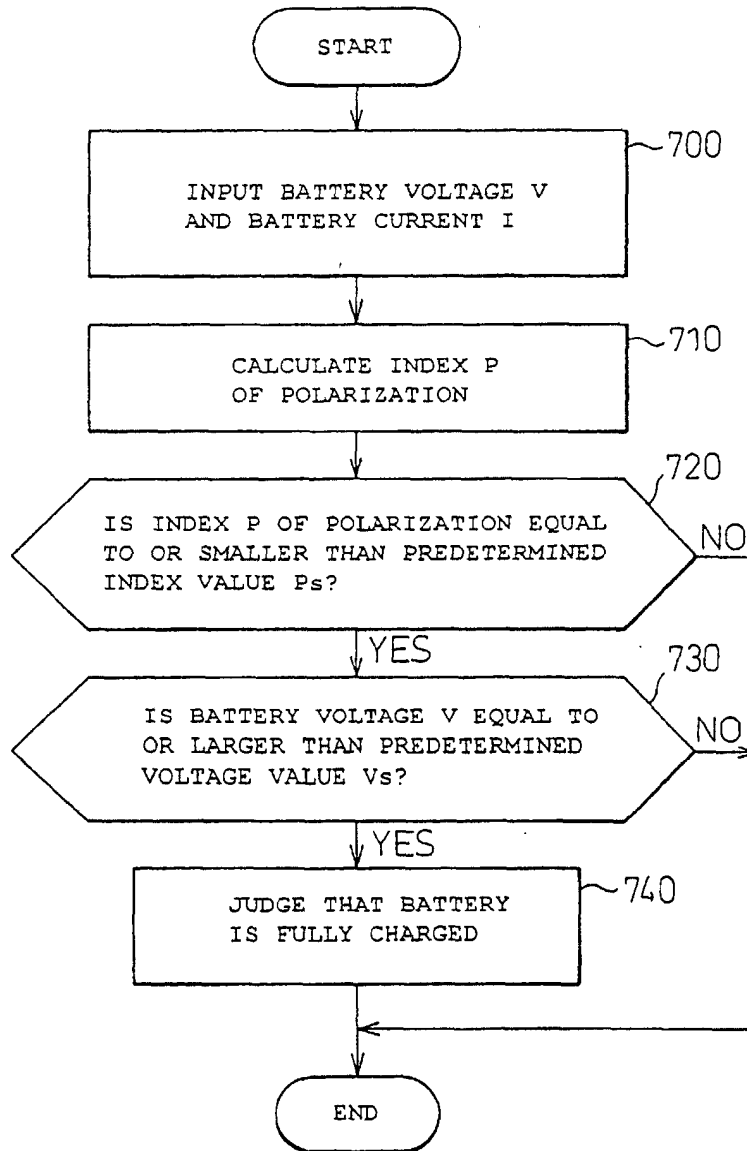 START
700
INPUT BATTERY VOLTAGE V
AND BATTERY CURRENT I
710
CALCULATE INDEX P
OF POLARIZATION
720
IS INDEX P OF POLARIZATION EQUAL
TO OR SMALLER THAN PREDETERMINED
INDEX VALUE Ps?
NO
YES
730
IS BATTERY VOLTAGE V EQUAL TO
OR LARGER THAN PREDETERMINED
VOLTAGE VALUE Vs?
NO
YES
740
JUDGE THAT BATTERY
IS FULLY CHARGED
END